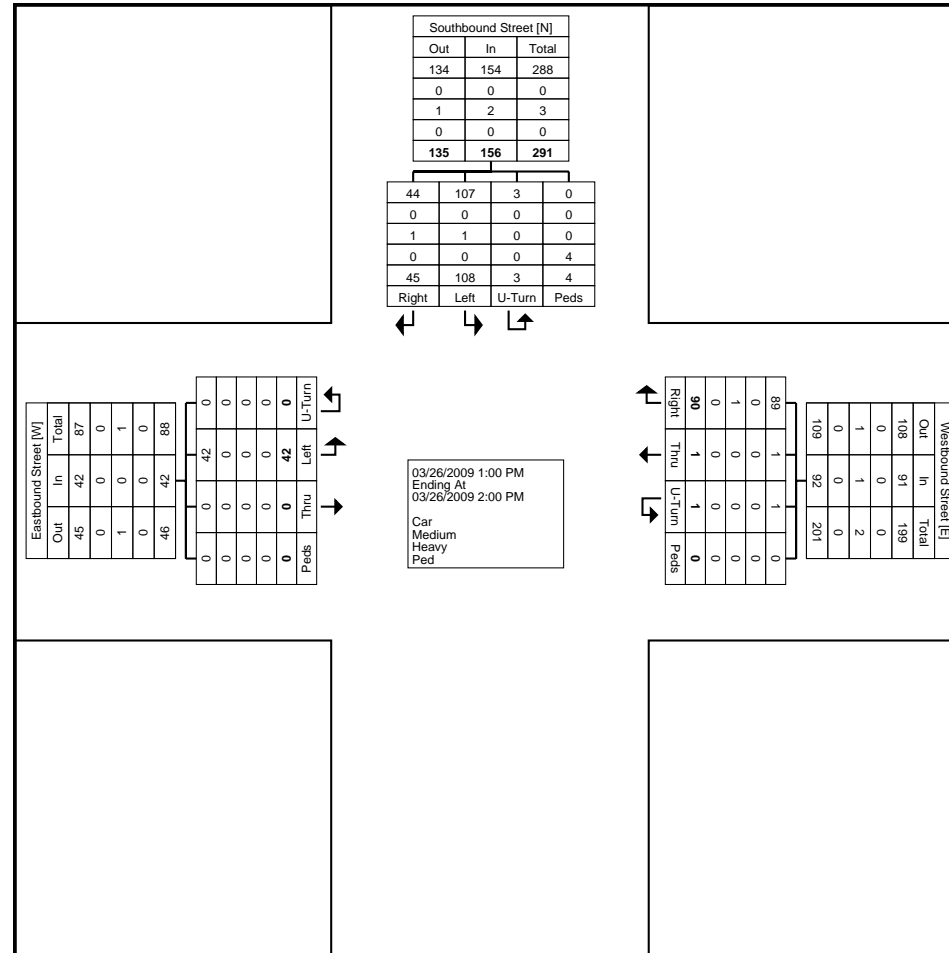 Southbound Street [N]
Out In Total
134 154 288
0 0 0
1 2 3
0 0 0
135 156 291
44 107 3 0
0 0 0 0
1 1 0 0
0 0 0 4
45 108 3 4
Right Left U-Turn Peds
Eastbound Street [W]
Out In Total
45 42 87
0 0 0
1 0 1
0 0 0
46 42 88
0 0 42 0
0 0 0 0
0 0 0 0
0 0 0 0
0 0 42 0
Peds Thru Left U-Turn
03/26/2009 1:00 PM
Ending At
03/26/2009 2:00 PM
Car
Medium
Heavy
Ped
Westbound Street [E]
Out In Total
108 91 199
0 0 0
1 1 2
0 0 0
109 92 201
89 1 1 0
0 0 0 0
1 0 0 0
0 0 0 0
90 1 1 0
Right Thru U-Turn Peds